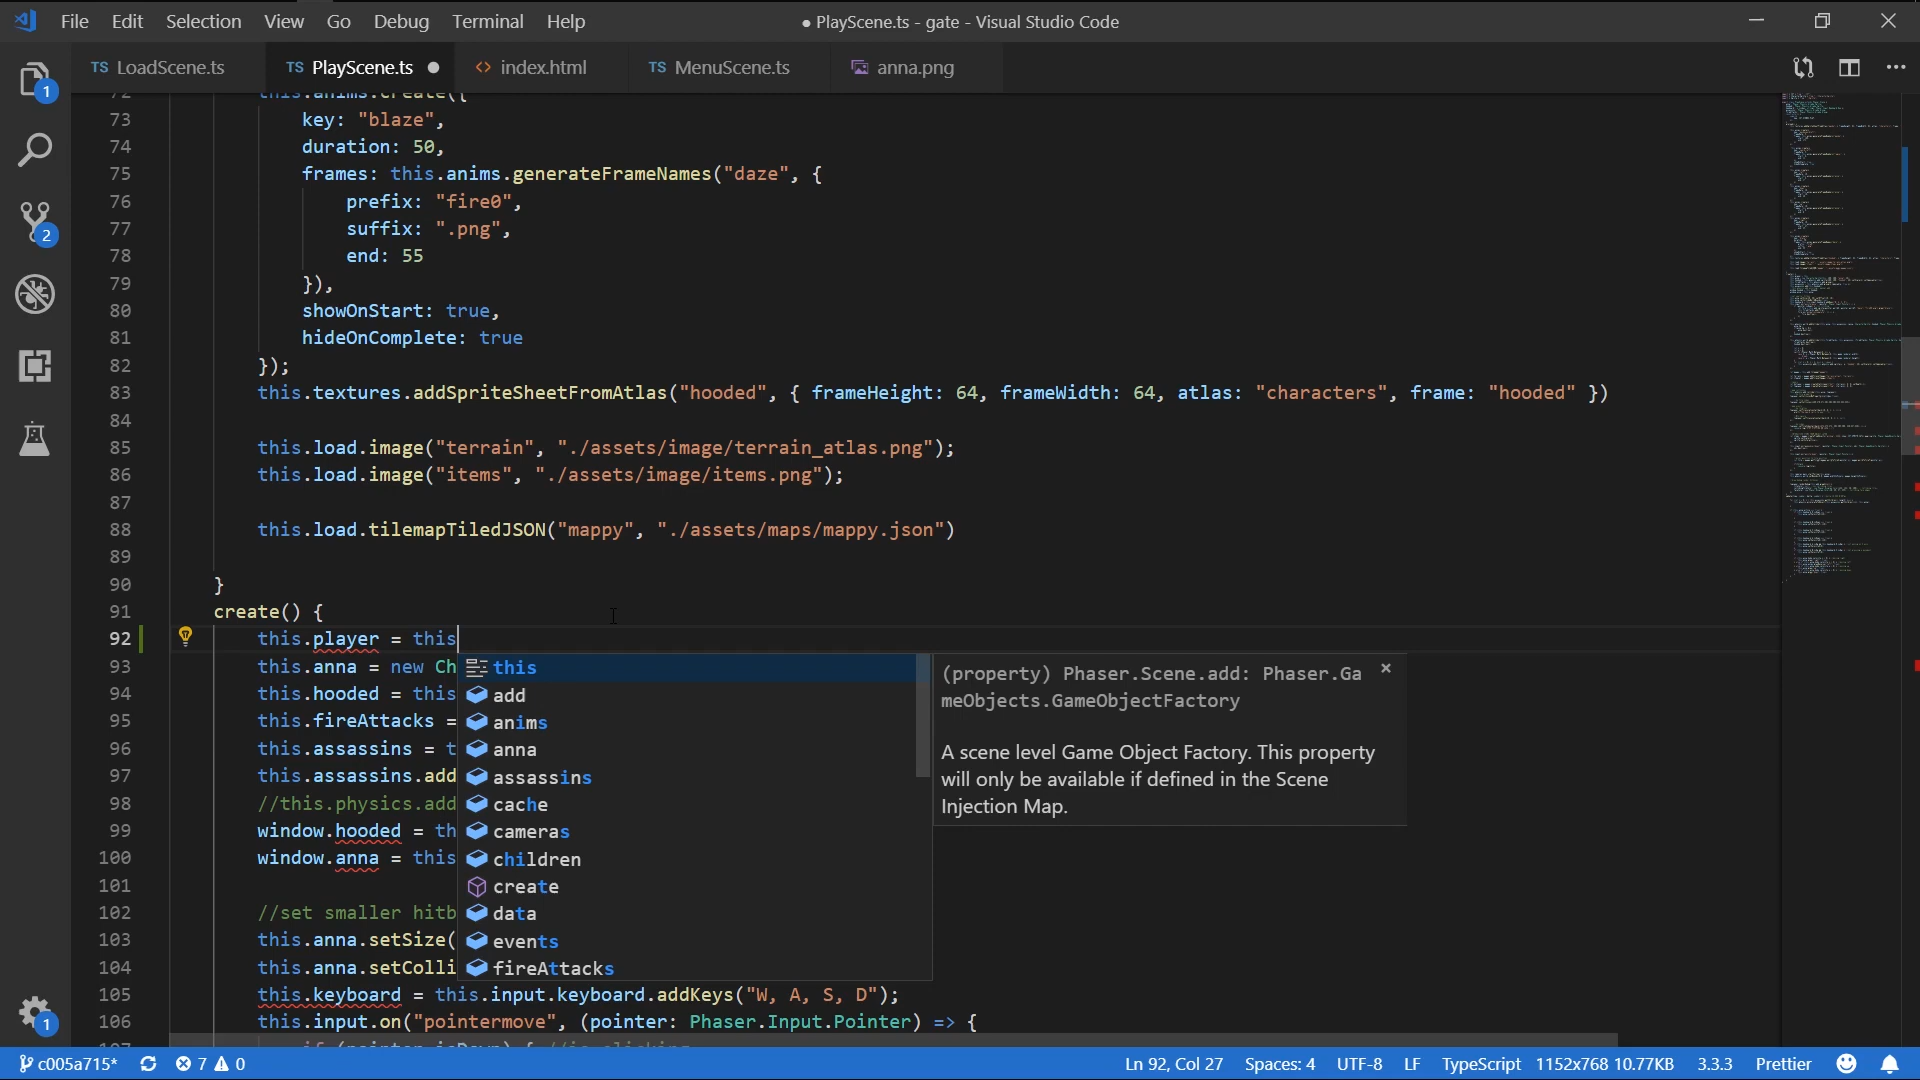 File Edit Selection View Go Debug Terminal Help
● PlayScene.ts - gate - Visual Studio Code
TS LoadScene.ts
TS PlayScene.ts ●
<> index.html
TS MenuScene.ts
anna.png
72 this.anims.create({
73 key: "blaze",
74 duration: 50,
75 frames: this.anims.generateFrameNames("daze", {
76 prefix: "fire0",
77 suffix: ".png",
78 end: 55
79 }),
80 showOnStart: true,
81 hideOnComplete: true
82 });
83 this.textures.addSpriteSheetFromAtlas("hooded", { frameHeight: 64, frameWidth: 64, atlas: "characters", frame: "hooded" })
84
85 this.load.image("terrain", "./assets/image/terrain_atlas.png");
86 this.load.image("items", "./assets/image/items.png");
87
88 this.load.tilemapTiledJSON("mappy", "./assets/maps/mappy.json")
89
90 }
91 create() {
92 this.player = this
93 this.anna = new Ch
94 this.hooded = this
95 this.fireAttacks =
96 this.assassins = t
97 this.assassins.add
98 //this.physics.add
99 window.hooded = th
100 window.anna = this
101
102 //set smaller hitb
103 this.anna.setSize(
104 this.anna.setColli
105 this.keyboard = this.input.keyboard.addKeys("W, A, S, D");
106 this.input.on("pointermove", (pointer: Phaser.Input.Pointer) => {
this
add
anims
anna
assassins
cache
cameras
children
create
data
events
fireAttacks
(property) Phaser.Scene.add: Phaser.Ga
meObjects.GameObjectFactory
A scene level Game Object Factory. This property
will only be available if defined in the Scene
Injection Map.
1
2
1
c005a715* 7 0
Ln 92, Col 27 Spaces: 4 UTF-8 LF TypeScript 1152x768 10.77KB 3.3.3 Prettier